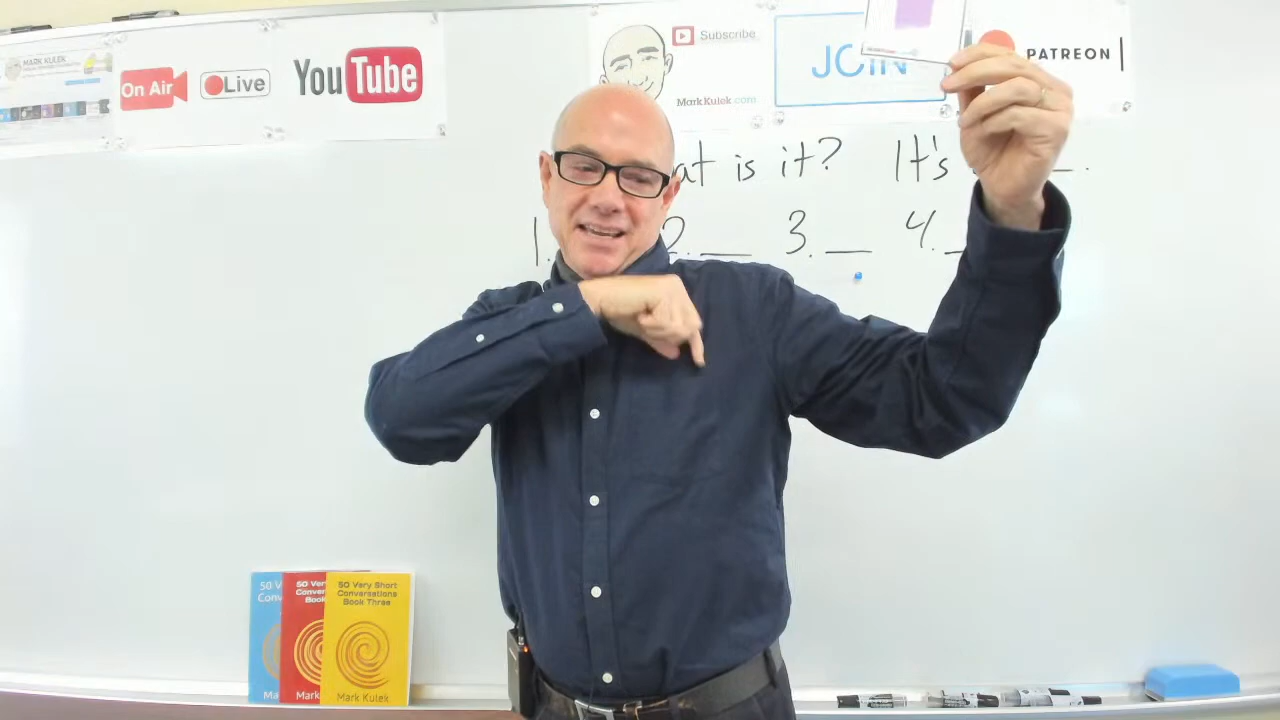 MARK KULEK
On Air
Live
YouTube
Subscribe
MarkKulek.com
JOIN
PATREON
at is it? It's
1. 2. 3. 4.
50 Very Short
Conversations
Book Three
Mark Kulek